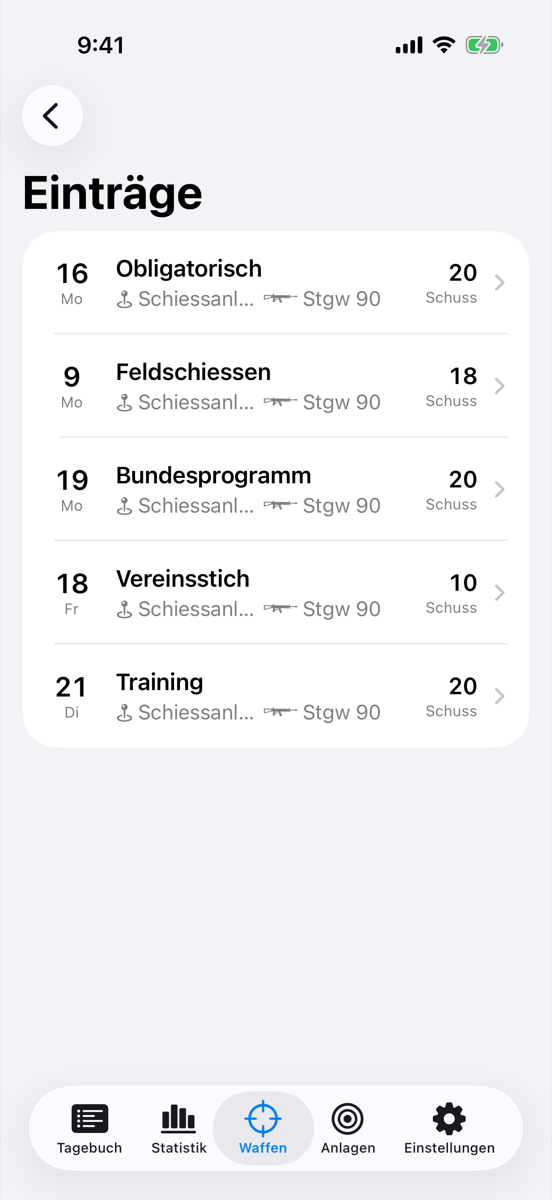 9:41
Einträge
16 Obligatorisch 20
Mo Schiessanl... Stgw 90 Schuss
9 Feldschiessen 18
Mo Schiessanl... Stgw 90 Schuss
19 Bundesprogramm 20
Mo Schiessanl... Stgw 90 Schuss
18 Vereinsstich 10
Fr Schiessanl... Stgw 90 Schuss
21 Training 20
Di Schiessanl... Stgw 90 Schuss
Tagebuch Statistik Waffen Anlagen Einstellungen